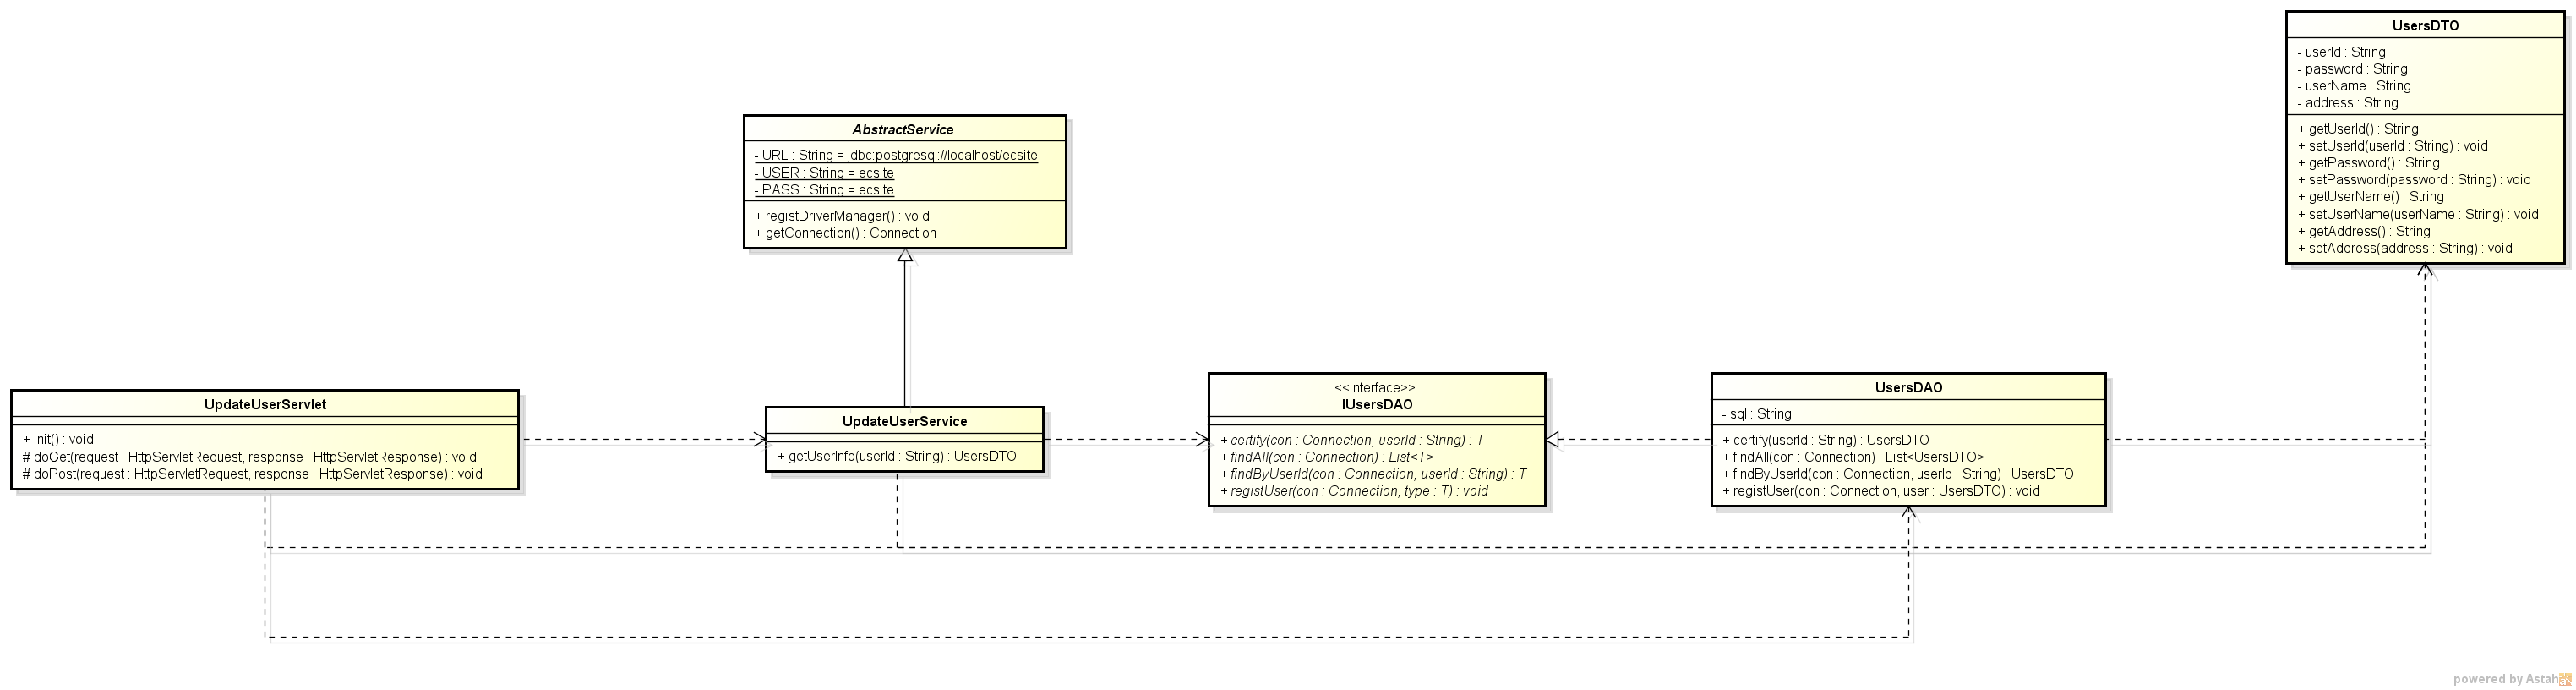 UsersDTO
- userId : String
- password : String
- userName : String
- address : String
+ getUserId() : String
+ setUserId(userId : String) : void
+ getPassword() : String
+ setPassword(password : String) : void
+ getUserName() : String
+ setUserName(userName : String) : void
+ getAddress() : String
+ setAddress(address : String) : void
AbstractService
- URL : String = jdbc:postgresql://localhost/ecsite
- USER : String = ecsite
- PASS : String = ecsite
+ registDriverManager() : void
+ getConnection() : Connection
UpdateUserServlet
+ init() : void
# doGet(request : HttpServletRequest, response : HttpServletResponse) : void
# doPost(request : HttpServletRequest, response : HttpServletResponse) : void
UpdateUserService
+ getUserInfo(userId : String) : UsersDTO
<<interface>>
IUsersDAO
+ certify(con : Connection, userId : String) : T
+ findAll(con : Connection) : List<T>
+ findByUserId(con : Connection, userId : String) : T
+ registUser(con : Connection, type : T) : void
UsersDAO
- sql : String
+ certify(userId : String) : UsersDTO
+ findAll(con : Connection) : List<UsersDTO>
+ findByUserId(con : Connection, userId : String) : UsersDTO
+ registUser(con : Connection, user : UsersDTO) : void
powered by Astah